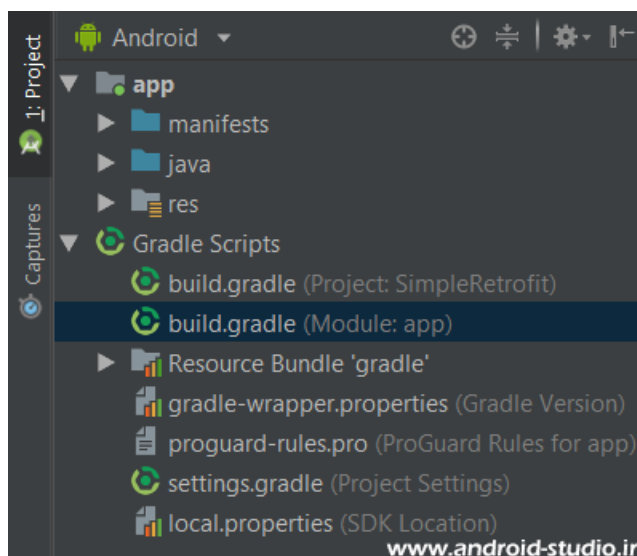 Android
1: Project
Captures
app
manifests
java
res
Gradle Scripts
build.gradle (Project: SimpleRetrofit)
build.gradle (Module: app)
Resource Bundle 'gradle'
gradle-wrapper.properties (Gradle Version)
proguard-rules.pro (ProGuard Rules for app)
settings.gradle (Project Settings)
local.properties (SDK Location)
www.android-studio.ir